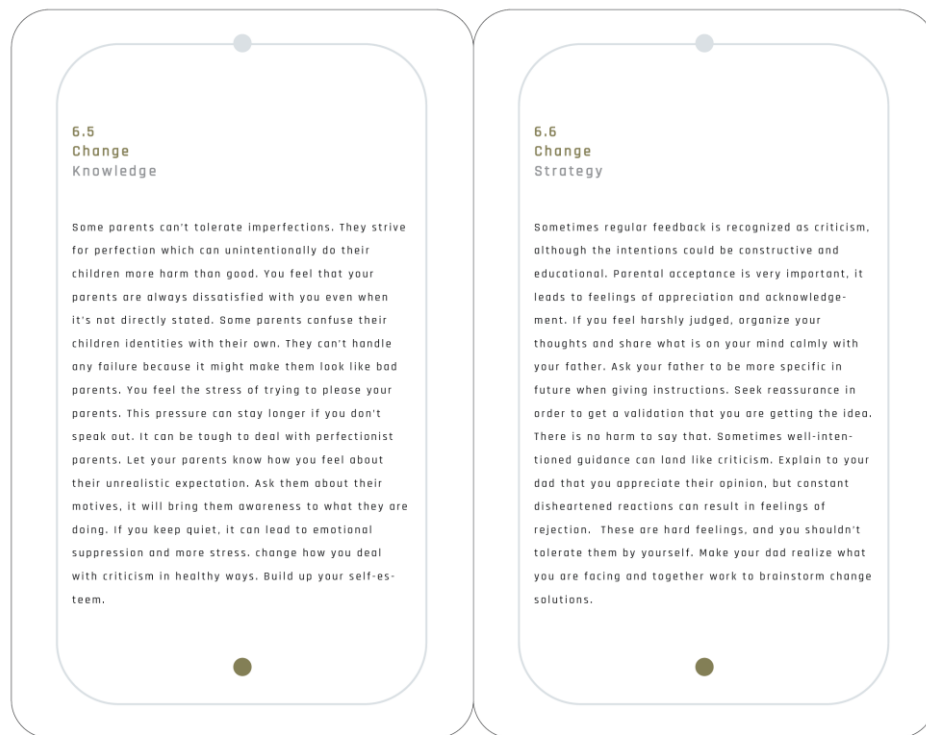 6.5
Change
Knowledge
Some parents can't tolerate imperfections. They strive
for perfection which can unintentionally do their
children more harm than good. You feel that your
parents are always dissatisfied with you even when
it's not directly stated. Some parents confuse their
children identities with their own. They can't handle
any failure because it might make them look like bad
parents. You feel the stress of trying to please your
parents. This pressure can stay longer if you don't
speak out. It can be tough to deal with perfectionist
parents. Let your parents know how you feel about
their unrealistic expectation. Ask them about their
motives, it will bring them awareness to what they are
doing. If you keep quiet, it can lead to emotional
suppression and more stress. change how you deal
with criticism in healthy ways. Build up your self-es-
teem.
6.6
Change
Strategy
Sometimes regular feedback is recognized as criticism,
although the intentions could be constructive and
educational. Parental acceptance is very important, it
leads to feelings of appreciation and acknowledge-
ment. If you feel harshly judged, organize your
thoughts and share what is on your mind calmly with
your father. Ask your father to be more specific in
future when giving instructions. Seek reassurance in
order to get a validation that you are getting the idea.
There is no harm to say that. Sometimes well-inten-
tioned guidance can land like criticism. Explain to your
dad that you appreciate their opinion, but constant
disheartened reactions can result in feelings of
rejection.  These are hard feelings, and you shouldn't
tolerate them by yourself. Make your dad realize what
you are facing and together work to brainstorm change
solutions.